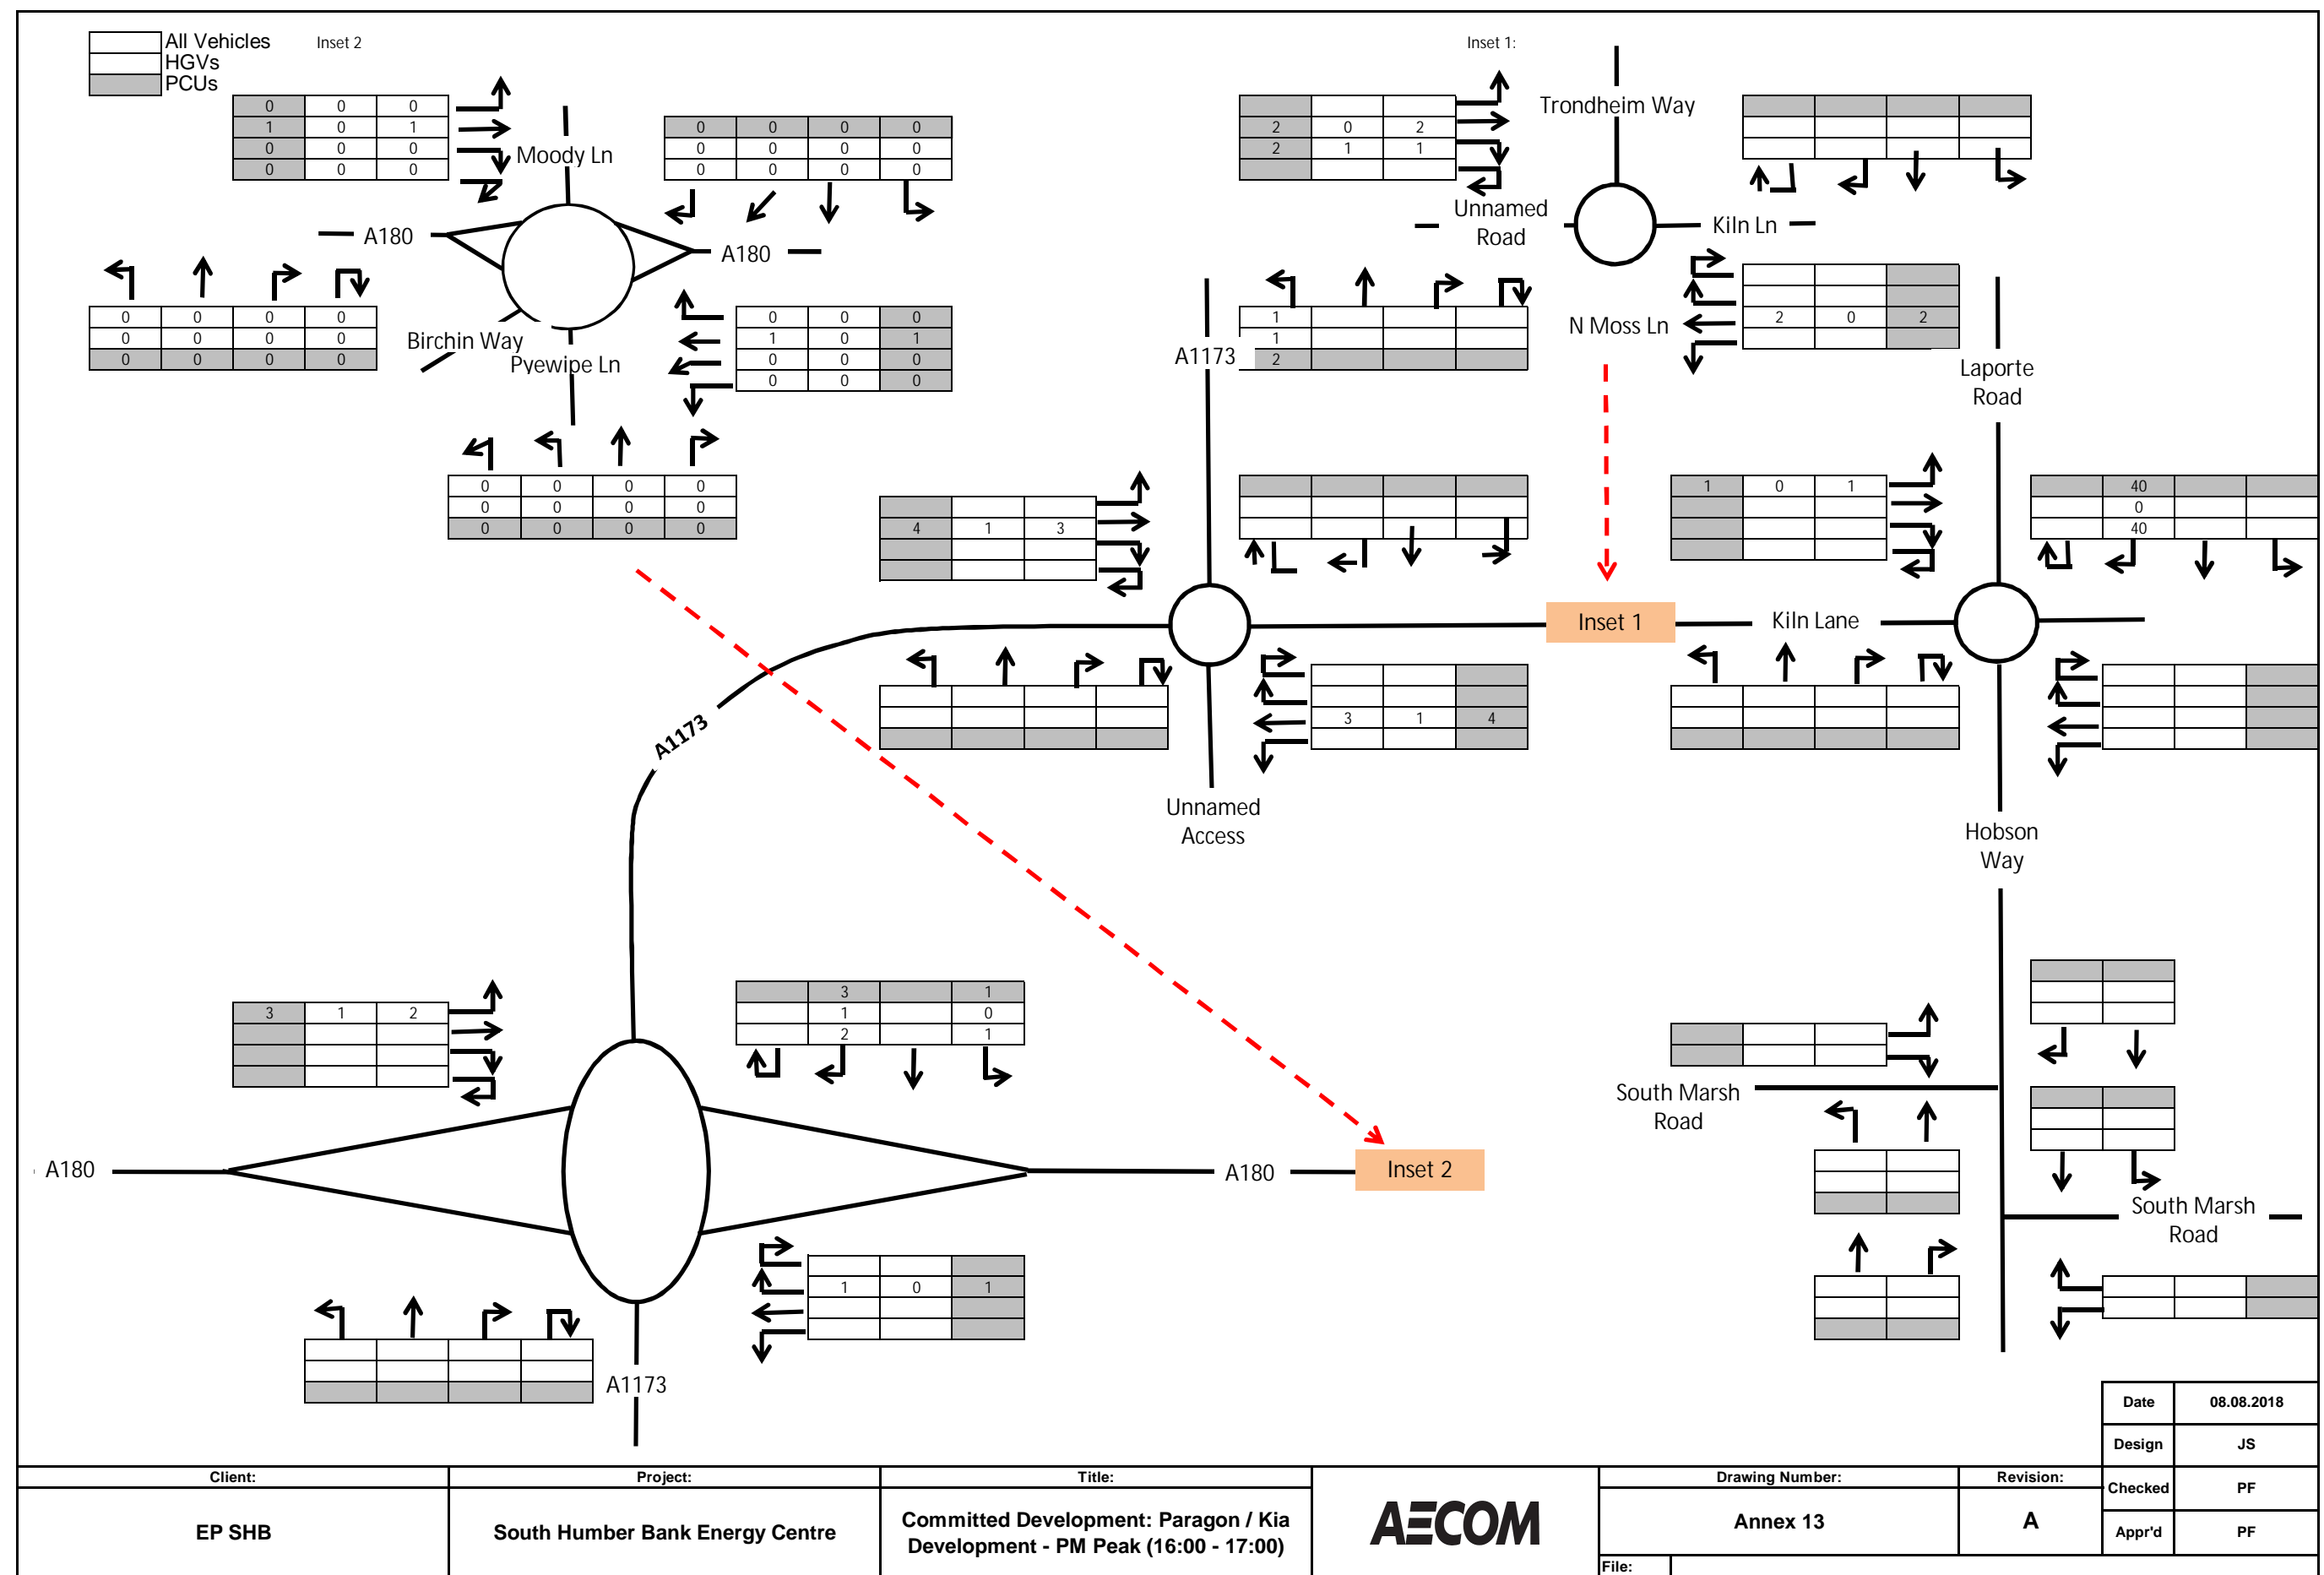 All Vehicles
HGVs
PCUs
Inset 2
Inset 1:
0 0 0
1 0 1
0 0 0
0 0 0
Moody Ln
0 0 0 0
0 0 0 0
0 0 0 0
A180
A180
0 0 0 0
0 0 0 0
0 0 0 0
Birchin Way
Pyewipe Ln
0 0 0
1 0 1
0 0 0
0 0 0
0 0 0 0
0 0 0 0
0 0 0 0
2 0 2
2 1 1
Trondheim Way
Unnamed
Road
Kiln Ln
N Moss Ln
1
1
2
2 0 2
A1173
Laporte
Road
4 1 3
1 0 1
40
0
40
Inset 1
Kiln Lane
3 1 4
A1173
Unnamed
Access
Hobson
Way
3 1 2
3 1
1 0
2 1
A180
A180
Inset 2
1 0 1
A1173
South Marsh
Road
South Marsh
Road
Date 08.08.2018
Design JS
Checked PF
Appr'd PF
Client:
EP SHB
Project:
South Humber Bank Energy Centre
Title:
Committed Development: Paragon / Kia
Development - PM Peak (16:00 - 17:00)
AECOM
Drawing Number:
Annex 13
Revision:
A
File: